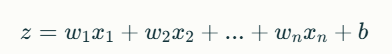 z = w₁x₁ + w₂x₂ + ... + wₙxₙ + b